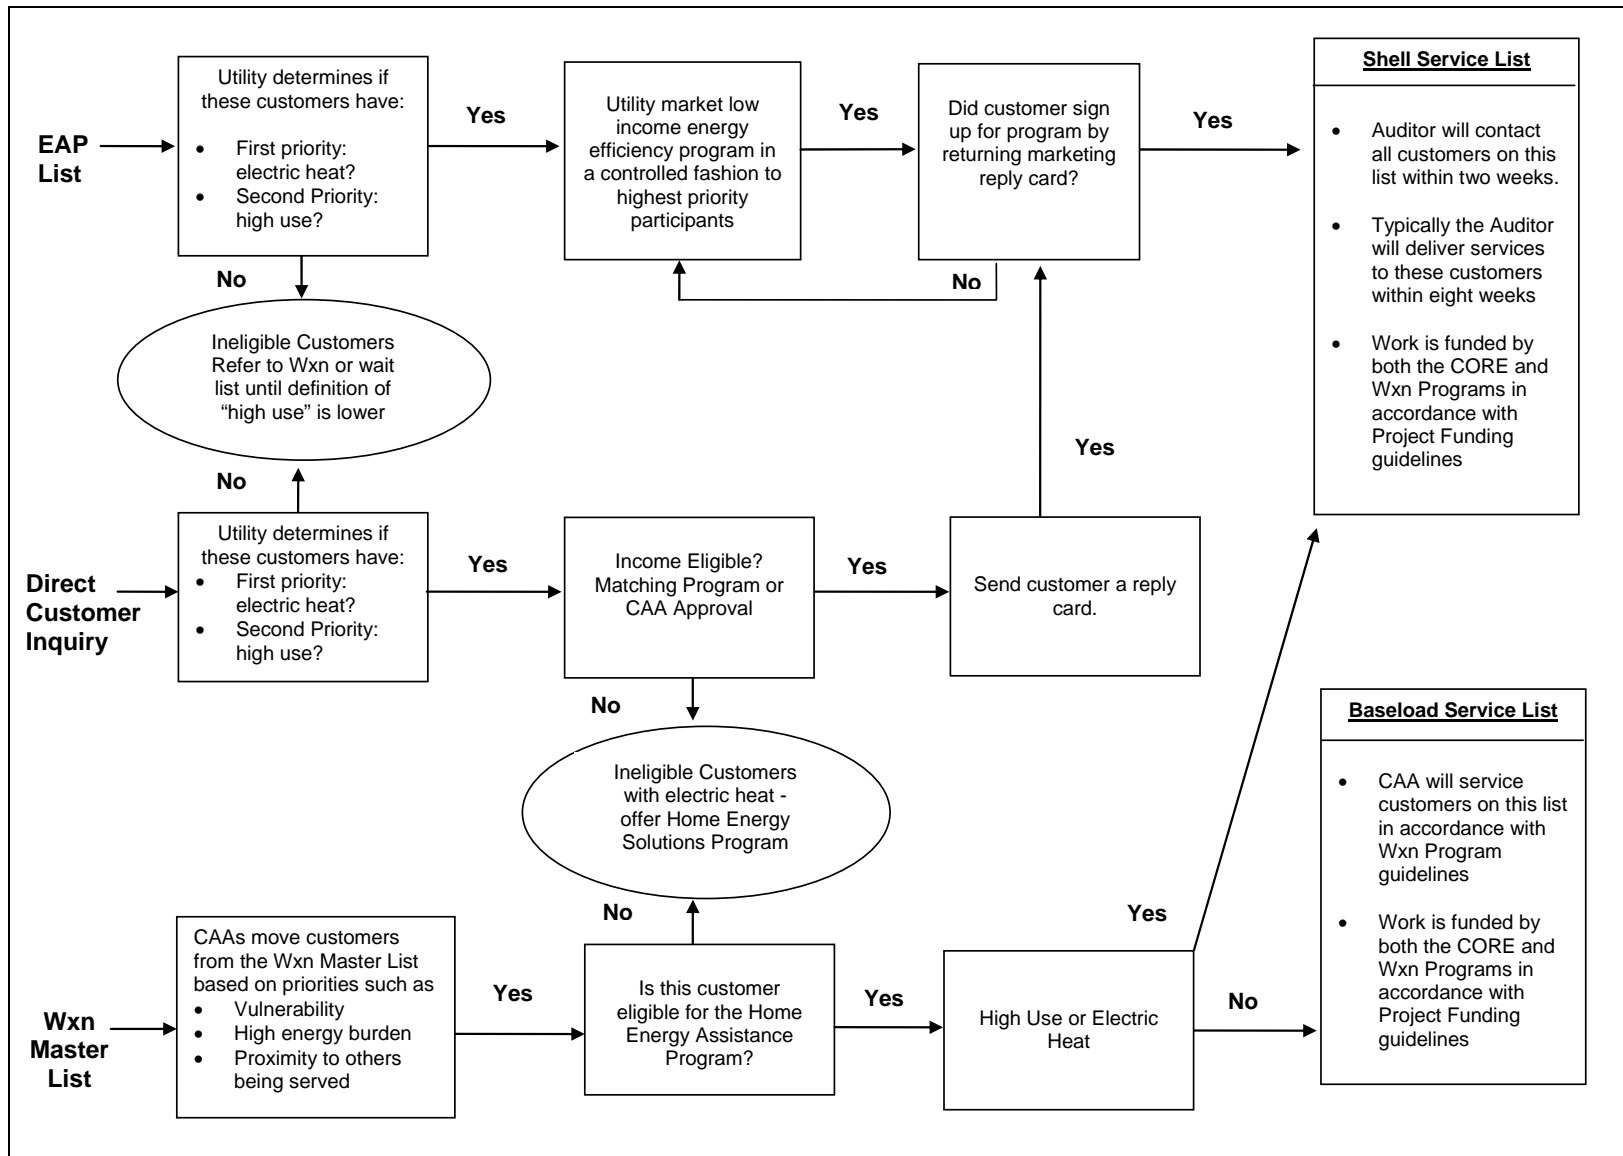 EAP
List
Utility determines if
these customers have:
• First priority:
electric heat?
• Second Priority:
high use?
Yes
Utility market low
income energy
efficiency program in
a controlled fashion to
highest priority
participants
Yes
Did customer sign
up for program by
returning marketing
reply card?
Yes
No
No
Shell Service List
• Auditor will contact
all customers on this
list within two weeks.
• Typically the Auditor
will deliver services
to these customers
within eight weeks
• Work is funded by
both the CORE and
Wxn Programs in
accordance with
Project Funding
guidelines
Ineligible Customers
Refer to Wxn or wait
list until definition of
“high use” is lower
No
Direct
Customer
Inquiry
Utility determines if
these customers have:
• First priority:
electric heat?
• Second Priority:
high use?
Yes
Income Eligible?
Matching Program or
CAA Approval
Yes
Send customer a reply
card.
Yes
No
Ineligible Customers
with electric heat -
offer Home Energy
Solutions Program
No
Wxn
Master
List
CAAs move customers
from the Wxn Master List
based on priorities such as
• Vulnerability
• High energy burden
• Proximity to others
being served
Yes
Is this customer
eligible for the Home
Energy Assistance
Program?
Yes
High Use or Electric
Heat
Yes
No
Baseload Service List
• CAA will service
customers on this list
in accordance with
Wxn Program
guidelines
• Work is funded by
both the CORE and
Wxn Programs in
accordance with
Project Funding
guidelines